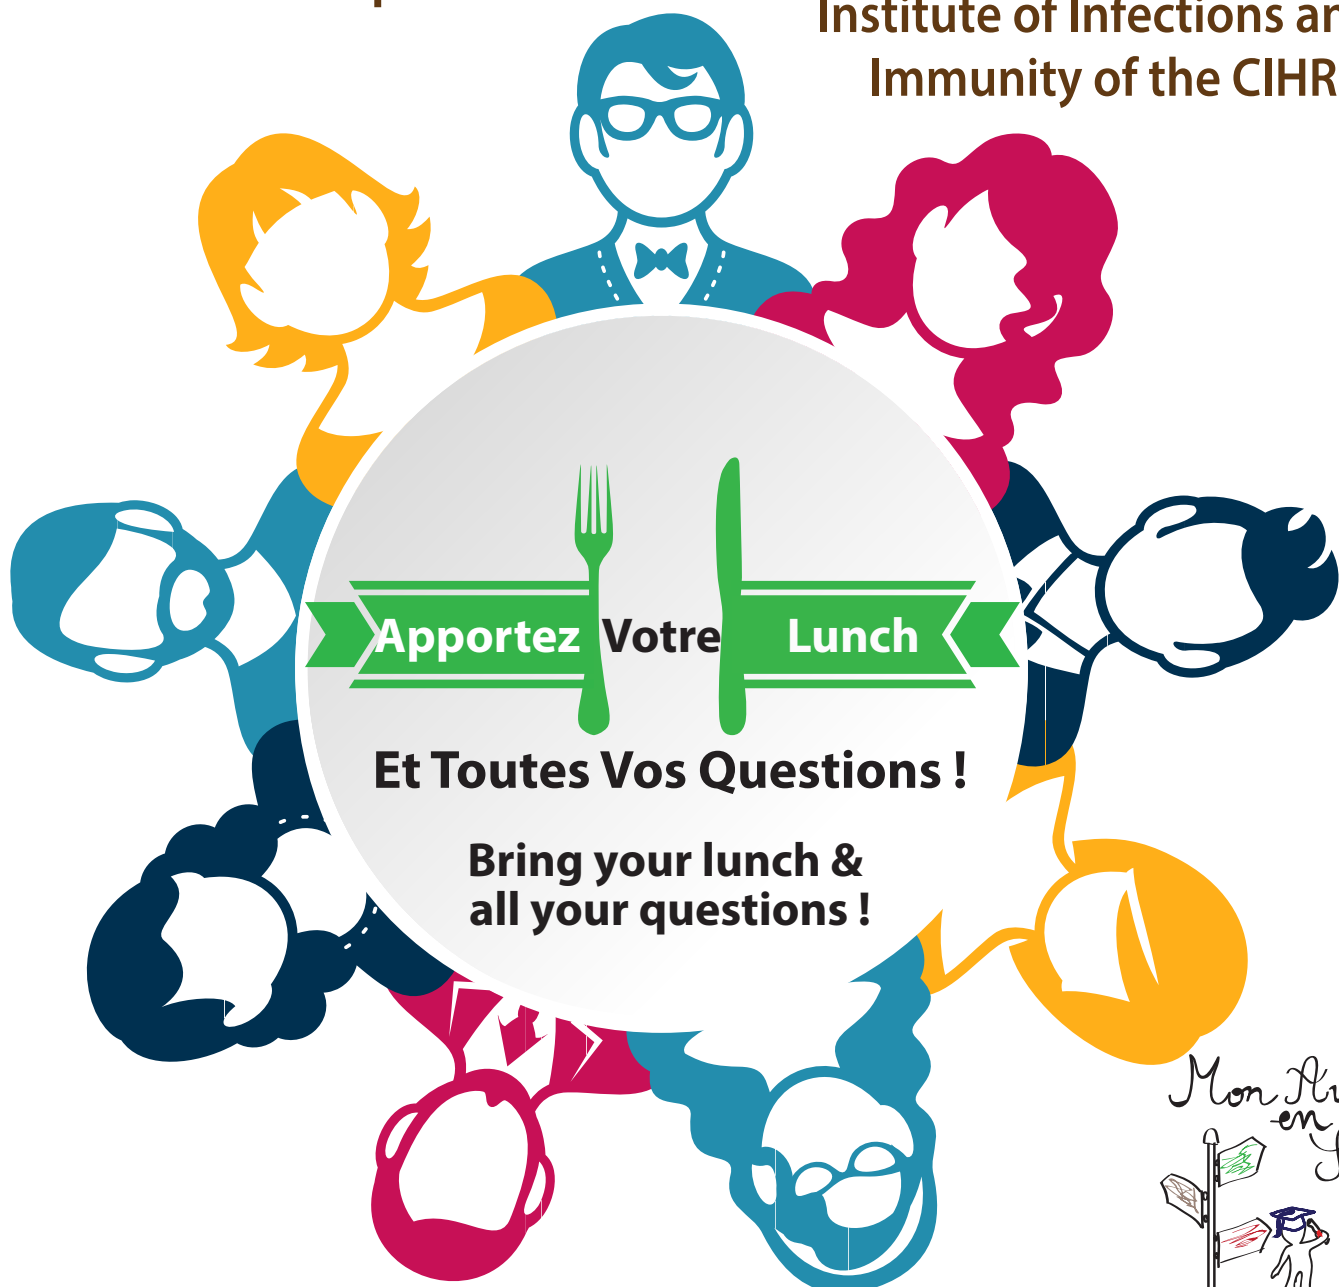 Institute of Infections
Immunity of the CIHR
Apportez Votre Lunch
Et Toutes Vos Questions !
Bring your lunch &
all your questions !
Mon
en